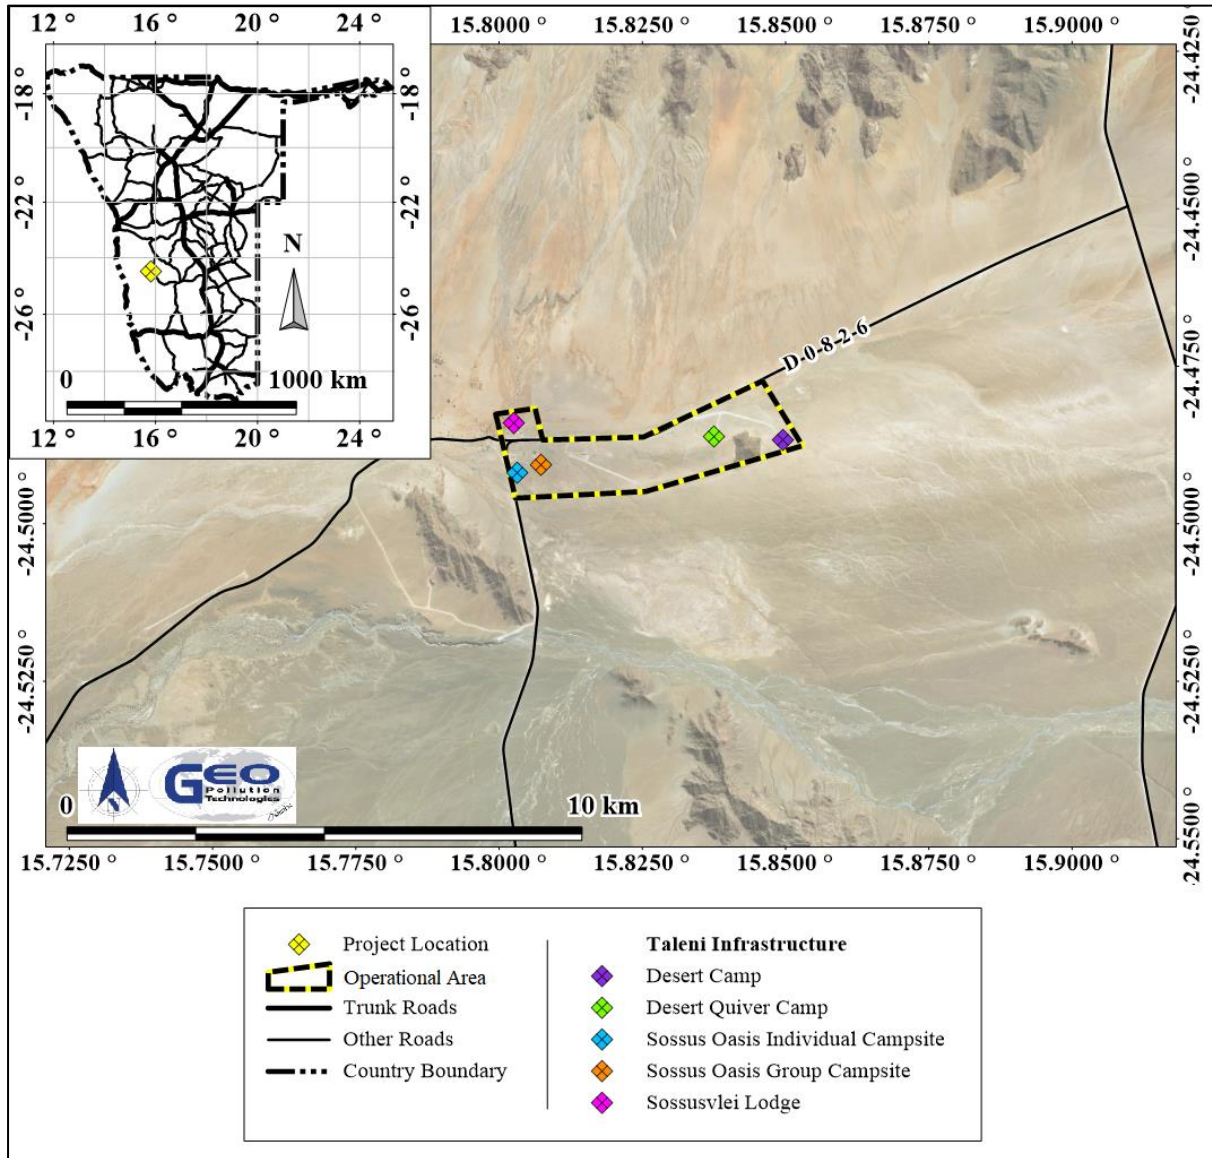 12 ° 16 ° 20 ° 24 °
15.8000 ° 15.8250 ° 15.8500 ° 15.8750 ° 15.9000 °
-18 ° -18 °
-22 ° -22 °
-26 ° -26 °
N
0 1000 km
12 ° 16 ° 20 ° 24 °
-24.4250 °
-24.4500 °
-24.4750 °
-24.5000 ° -24.5000 °
-24.5250 ° -24.5250 °
-24.5500 °
D-0-8-2-6
GEO
Pollution
Technologies
0 10 km
15.7250 ° 15.7500 ° 15.7750 ° 15.8000 ° 15.8250 ° 15.8500 ° 15.8750 ° 15.9000 °
Project Location
Operational Area
Trunk Roads
Other Roads
Country Boundary
Taleni Infrastructure
Desert Camp
Desert Quiver Camp
Sossus Oasis Individual Campsite
Sossus Oasis Group Campsite
Sossusvlei Lodge